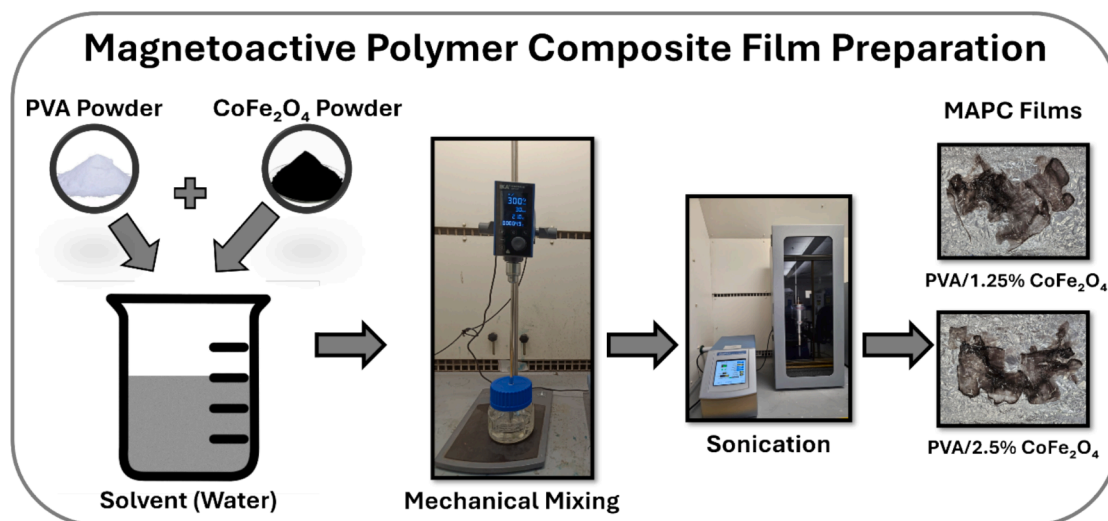 Magnetoactive Polymer Composite Film Preparation
PVA Powder
CoFe₂O₄ Powder
MAPC Films
PVA/1.25% CoFe₂O₄
PVA/2.5% CoFe₂O₄
Solvent (Water)
Mechanical Mixing
Sonication
300